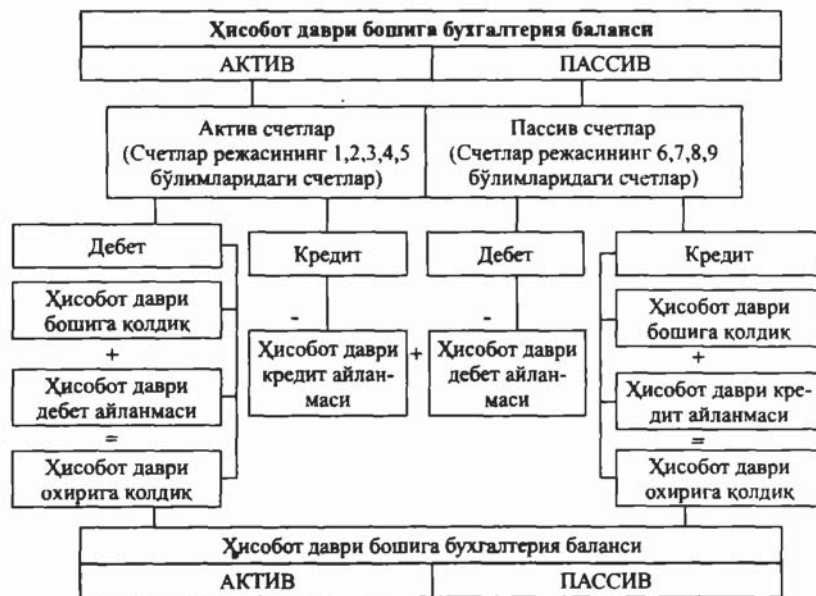 Ҳисобот даври бошига бухгалтерия баланси
АКТИВ
ПАССИВ
Актив счетлар
(Счетлар режасининг 1,2,3,4,5
бўлимларидаги счетлар)
Пассив счетлар
(Счетлар режасининг 6,7,8,9
бўлимларидаги счетлар)
Дебет
Кредит
Дебет
Кредит
Ҳисобот даври
бошига қолдиқ
+
Ҳисобот даври
дебет айланмаси
=
Ҳисобот даври
охирига қолдиқ
-
Ҳисобот даври
кредит айлан-
маси
+
-
Ҳисобот даври
дебет айлан-
маси
Ҳисобот даври
бошига қолдиқ
+
Ҳисобот даври кре-
дит айланмаси
=
Ҳисобот даври
охирига қолдиқ
Ҳисобот даври бошига бухгалтерия баланси
АКТИВ
ПАССИВ